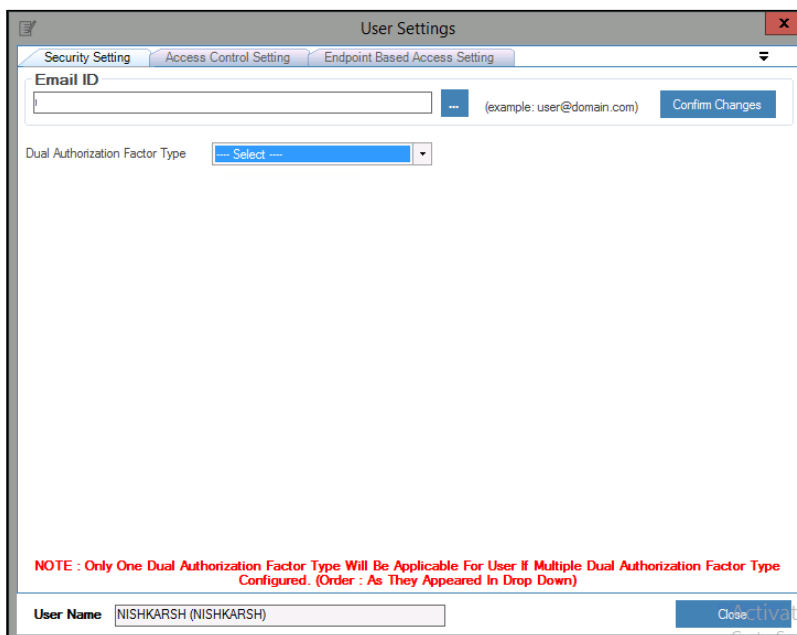 User Settings
x
Security Setting Access Control Setting Endpoint Based Access Setting
Email ID
... (example: user@domain.com) Confirm Changes
Dual Authorization Factor Type ---- Select ----
NOTE : Only One Dual Authorization Factor Type Will Be Applicable For User If Multiple Dual Authorization Factor Type
Configured. (Order : As They Appeared In Drop Down)
User Name NISHKARSH (NISHKARSH) Close Activat